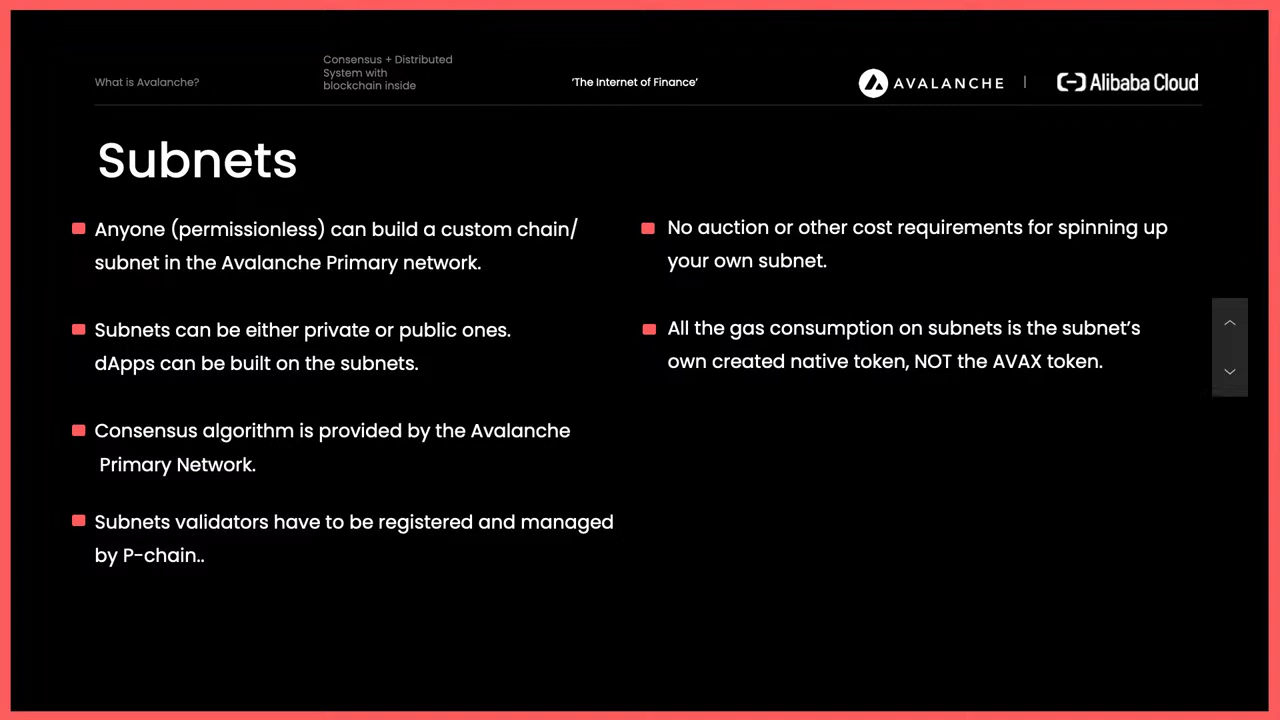 What is Avalanche?
Consensus + Distributed
System with
blockchain inside
‘The Internet of Finance’
AVALANCHE
Alibaba Cloud
Subnets
Anyone (permissionless) can build a custom chain/
subnet in the Avalanche Primary network.
Subnets can be either private or public ones.
dApps can be built on the subnets.
Consensus algorithm is provided by the Avalanche
Primary Network.
Subnets validators have to be registered and managed
by P-chain..
No auction or other cost requirements for spinning up
your own subnet.
All the gas consumption on subnets is the subnet’s
own created native token, NOT the AVAX token.